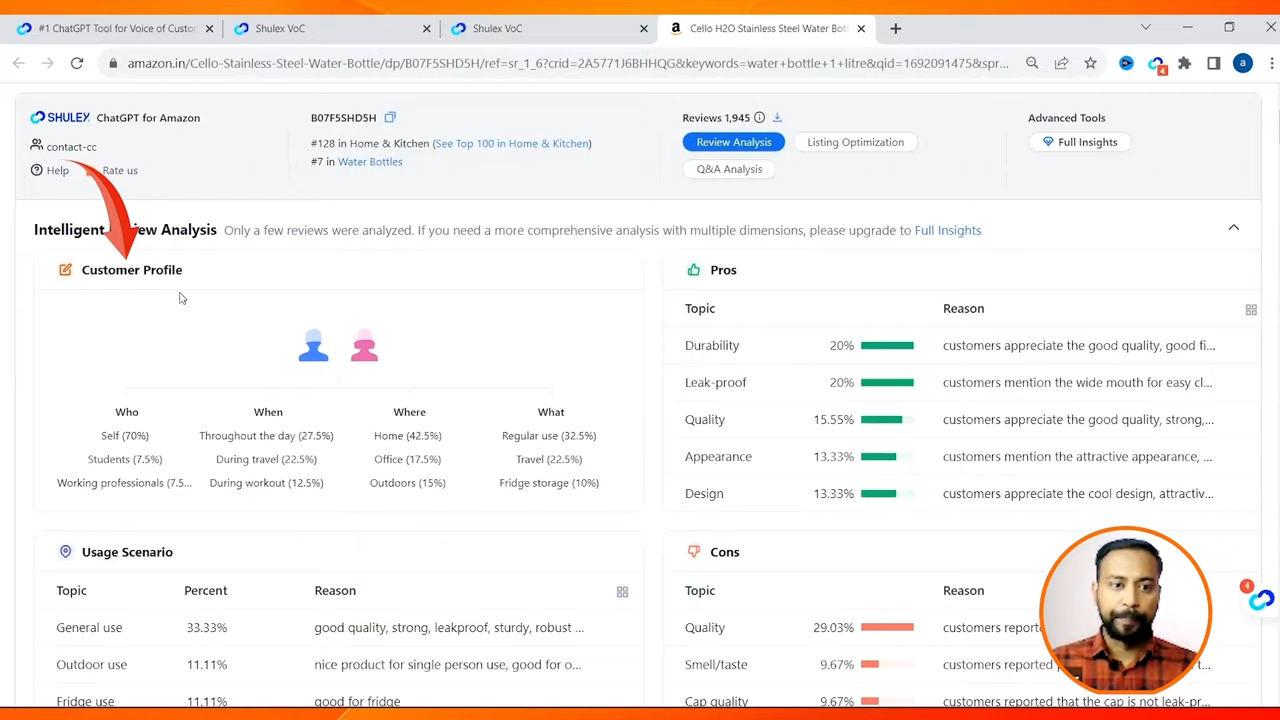 #1 ChatGPT Tool for Voice of Custo
Shulex VoC
Shulex VoC
Cello H2O Stainless Steel Water Bot
amazon.in/Cello-Stainless-Steel-Water-Bottle/dp/B07F5SHD5H/ref=sr_1_6?crid=2A5771J6BHHQG&keywords=water+bottle+1+litre&qid=1692091475&spr...
4
a
SHULEX ChatGPT for Amazon
contact-cc
Help
Rate us
B07F5SHD5H
#128 in Home & Kitchen (See Top 100 in Home & Kitchen)
#7 in Water Bottles
Reviews 1,945
Review Analysis
Listing Optimization
Q&A Analysis
Advanced Tools
Full Insights
Intelligent Review Analysis Only a few reviews were analyzed. If you need a more comprehensive analysis with multiple dimensions, please upgrade to Full Insights
Customer Profile
Who When Where What
Self (70%) Throughout the day (27.5%) Home (42.5%) Regular use (32.5%)
Students (7.5%) During travel (22.5%) Office (17.5%) Travel (22.5%)
Working professionals (7.5... During workout (12.5%) Outdoors (15%) Fridge storage (10%)
Pros
Topic Reason
Durability 20% customers appreciate the good quality, good fi...
Leak-proof 20% customers mention the wide mouth for easy cl...
Quality 15.55% customers appreciate the good quality, strong,...
Appearance 13.33% customers mention the attractive appearance, ...
Design 13.33% customers appreciate the cool design, attractiv...
Usage Scenario
Topic Percent Reason
General use 33.33% good quality, strong, leakproof, sturdy, robust ...
Outdoor use 11.11% nice product for single person use, good for o...
Fridge use 11.11% good for fridge
Cons
Topic Reason
Quality 29.03% customers report
Smell/taste 9.67% customers reported
Cap quality 9.67% customers reported that the cap is not leak-pr...
4